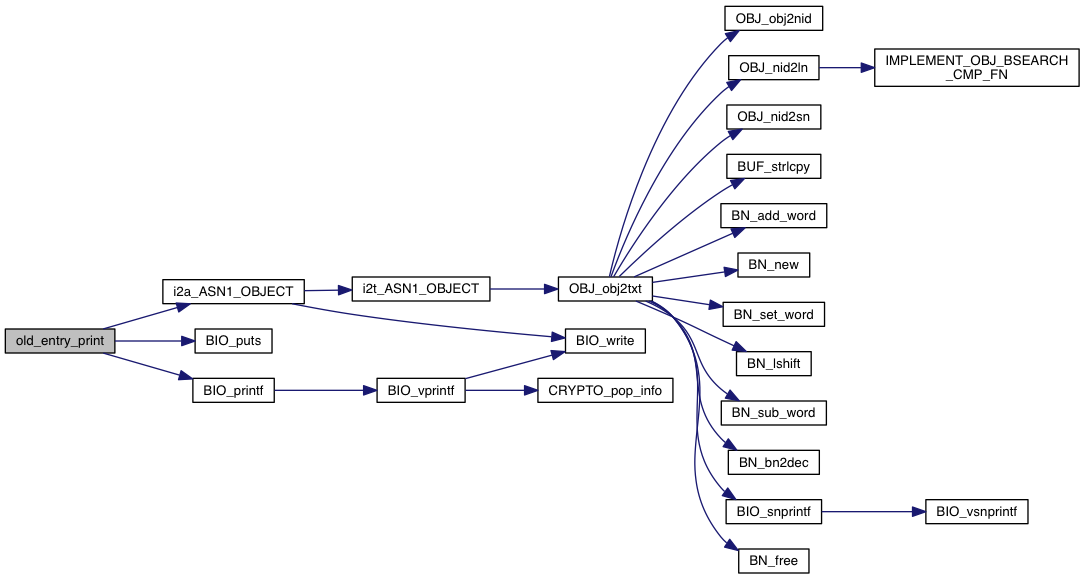 OBJ_obj2nid
OBJ_nid2ln
IMPLEMENT_OBJ_BSEARCH
_CMP_FN
OBJ_nid2sn
BUF_strlcpy
BN_add_word
BN_new
i2a_ASN1_OBJECT
i2t_ASN1_OBJECT
OBJ_obj2txt
BN_set_word
old_entry_print
BIO_puts
BIO_write
BN_lshift
BIO_printf
BIO_vprintf
CRYPTO_pop_info
BN_sub_word
BN_bn2dec
BIO_snprintf
BIO_vsnprintf
BN_free